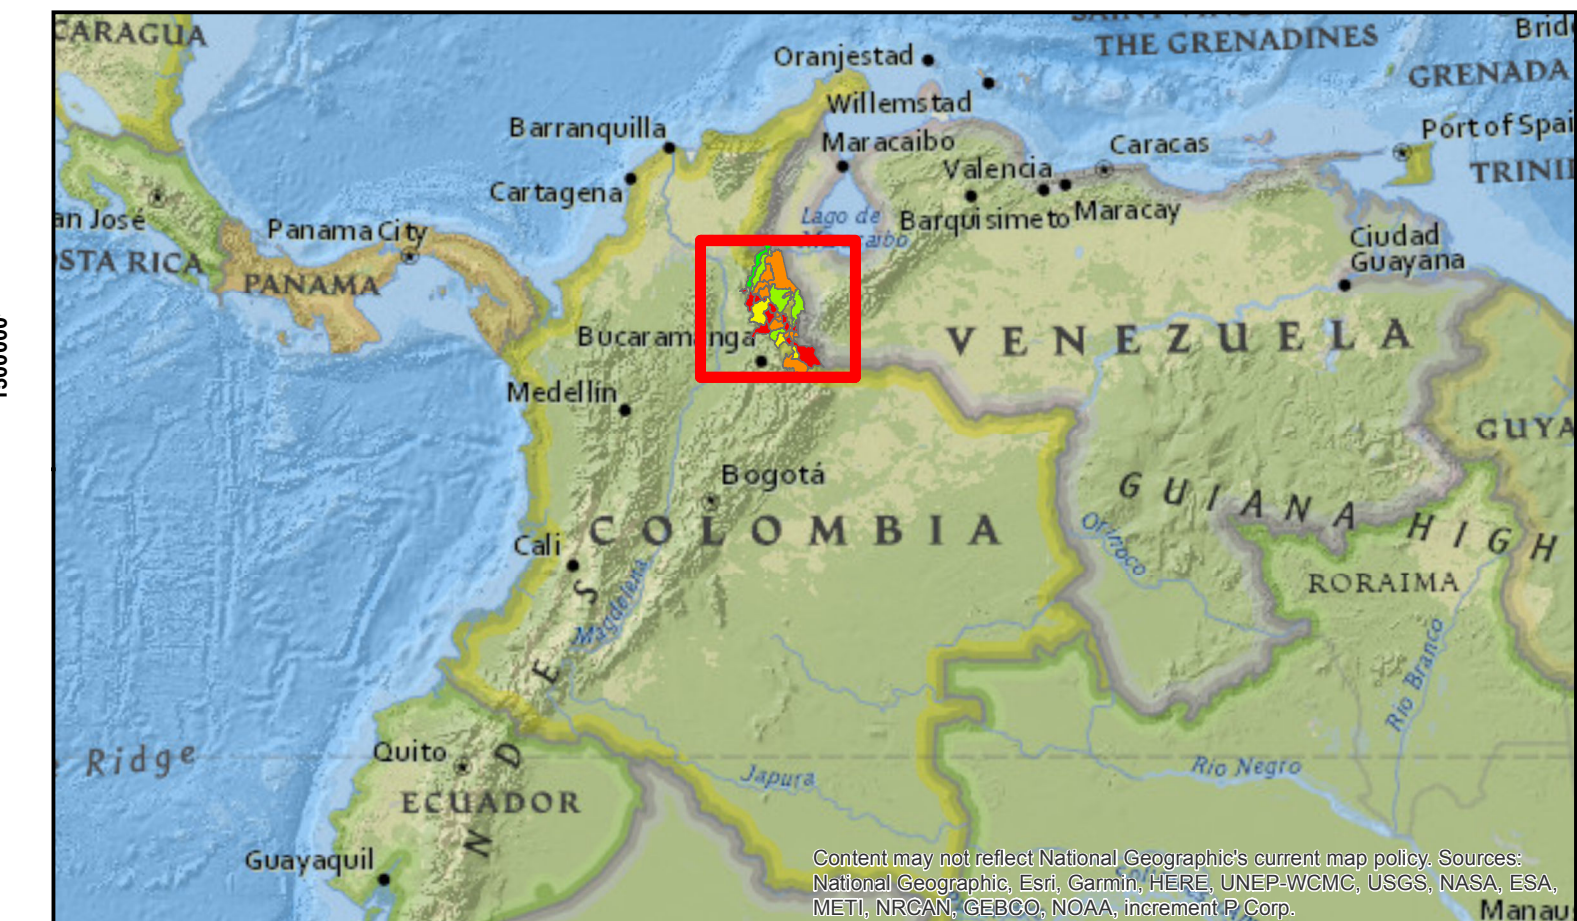 CARAGUA
THE GRENADINES
GRENADA
Oranjestad
Willemstad
Barranquilla
Maracaibo
Caracas
Port of Spai
Valencia
TRINI
Cartagena
Lago de
Barquisimeto
Maracay
an José
Panama City
Ciudad
Guayana
STA RICA
PANAMA
Bucaramanga
VENEZUELA
Medellín
GUYA
Bogotá
GUIANA HIGH
COLOMBIA
Cali
Orinoco
RORAIMA
Magdelena
Rio Branco
ANDES
Ridge
Quito
Japura
Rio Negro
ECUADOR
Guayaquil
Content may not reflect National Geographic's current map policy. Sources:
National Geographic, Esri, Garmin, HERE, UNEP-WCMC, USGS, NASA, ESA,
METI, NRCAN, GEBCO, NOAA, increment P Corp.
Manau